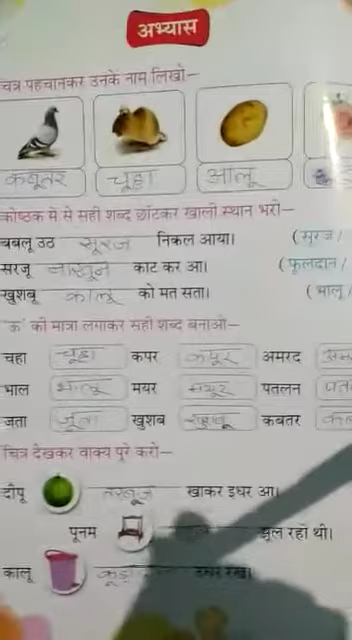 अभ्यास
चित्र पहचानकर उनके नाम लिखो—
कबूतर चूहा आलू
कोष्ठक में से सही शब्द छाँटकर खाली स्थान भरो—
बबलू उठ सूरज निकल आया। (सूरज/
सरजू नाखून काट कर आ। (फूलदान/
खुशबू कालू को मत सता। (भालू/
'ऊ' की मात्रा लगाकर सही शब्द बनाओ—
चहा चूहा कपर कपूर अमरद
भाल भालू मयर मयूर पतलन
जता जूता खुशब खुशबू कबतर
चित्र देखकर वाक्य पूरे करो—
दीपू तरबूज खाकर इधर आ।
पूनम झूल रही थी।
कालू कूड़ा रख।